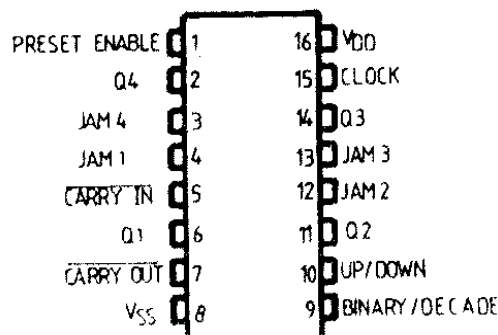 PRESET ENABLE 1 16 VDD
Q4 2 15 CLOCK
JAM 4 3 14 Q3
JAM 1 4 13 JAM 3
CARRY IN 5 12 JAM 2
Q1 6 11 Q2
CARRY OUT 7 10 UP/DOWN
VSS 8 9 BINARY/DECADE